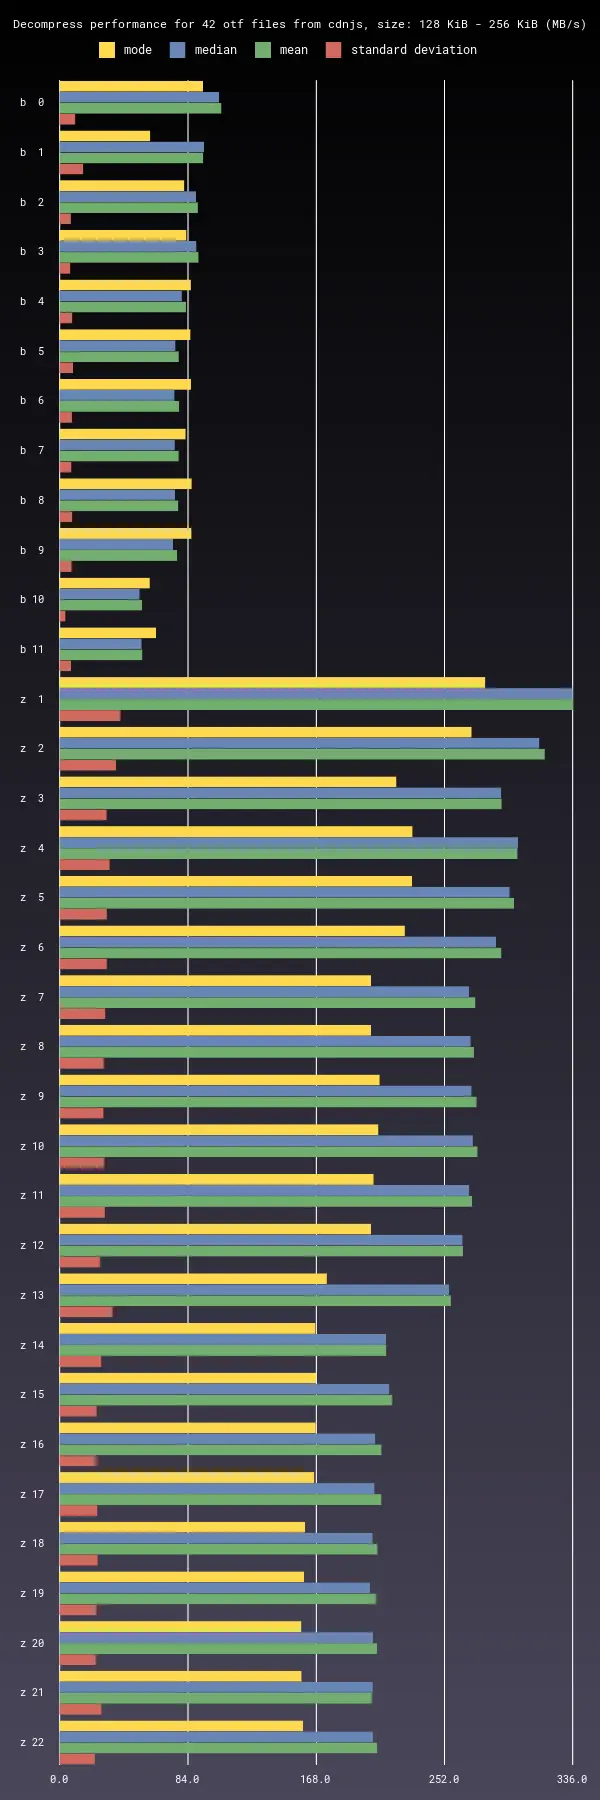 Decompress performance for 42 otf files from cdnjs, size: 128 KiB - 256 KiB (MB/s)
mode median mean standard deviation
b 0
b 1
b 2
b 3
b 4
b 5
b 6
b 7
b 8
b 9
b 10
b 11
z 1
z 2
z 3
z 4
z 5
z 6
z 7
z 8
z 9
z 10
z 11
z 12
z 13
z 14
z 15
z 16
z 17
z 18
z 19
z 20
z 21
z 22
0.0 84.0 168.0 252.0 336.0